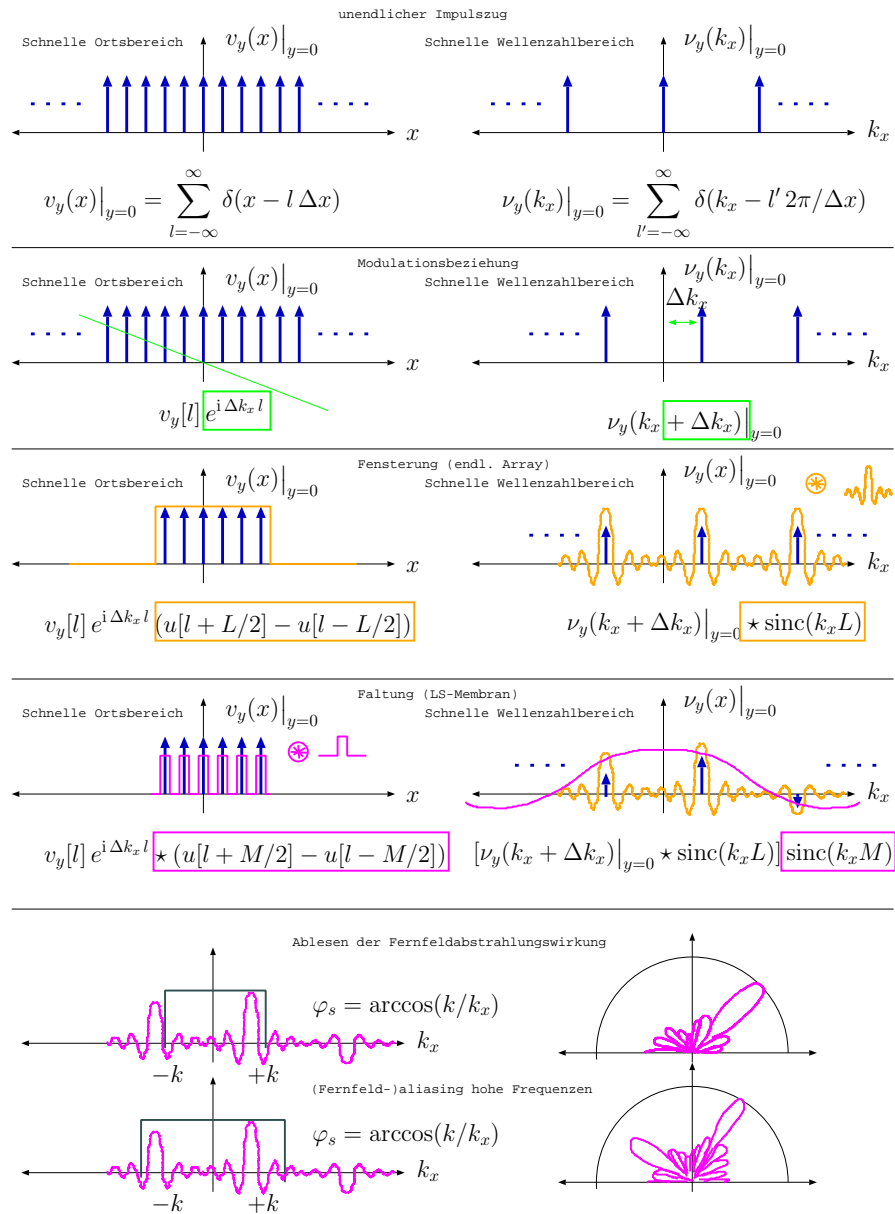 unendlicher Impulszug
Schnelle Ortsbereich
v_y(x)|_{y=0}
Schnelle Wellenzahlbereich
ν_y(k_x)|_{y=0}
x
k_x
v_y(x)|_{y=0} = \sum_{l=-∞}^{∞} δ(x − l Δx)
ν_y(k_x)|_{y=0} = \sum_{l'=-∞}^{∞} δ(k_x − l' 2π/Δx)
Modulationsbeziehung
Schnelle Ortsbereich
v_y(x)|_{y=0}
Schnelle Wellenzahlbereich
ν_y(k_x)|_{y=0}
Δk_x
x
k_x
v_y[l] e^{i Δk_x l}
ν_y(k_x + Δk_x)|_{y=0}
Fensterung (endl. Array)
Schnelle Ortsbereich
v_y(x)|_{y=0}
Schnelle Wellenzahlbereich
ν_y(x)|_{y=0}
x
k_x
v_y[l] e^{i Δk_x l} (u[l + L/2] − u[l − L/2])
ν_y(k_x + Δk_x)|_{y=0} ⋆ sinc(k_x L)
Faltung (LS-Membran)
Schnelle Ortsbereich
v_y(x)|_{y=0}
Schnelle Wellenzahlbereich
ν_y(x)|_{y=0}
x
k_x
v_y[l] e^{i Δk_x l} ⋆ (u[l + M/2] − u[l − M/2])
[ν_y(k_x + Δk_x)|_{y=0} ⋆ sinc(k_x L)] sinc(k_x M)
Ablesen der Fernfeldabstrahlungswirkung
φ_s = arccos(k/k_x)
k_x
−k
+k
(Fernfeld-)aliasing hohe Frequenzen
φ_s = arccos(k/k_x)
k_x
−k
+k